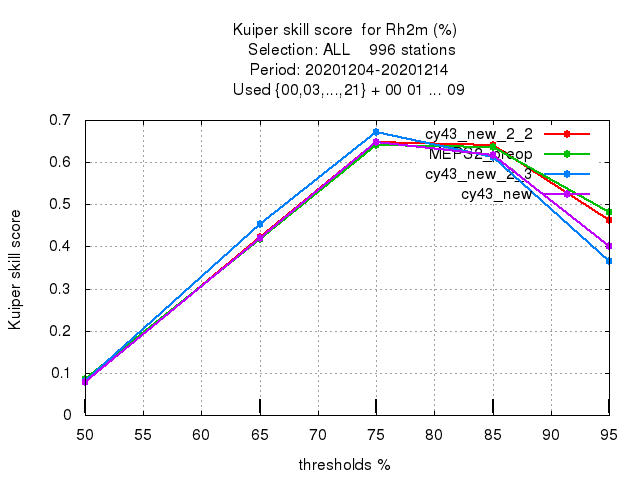 Kuiper skill score  for Rh2m (%)
Selection: ALL    996 stations
Period: 20201204-20201214
Used {00,03,...,21} + 00 01 ... 09
0.7
0.6
0.5
0.4
0.3
0.2
0.1
0
Kuiper skill score
cy43_new_2_2
MEPS2_preop
cy43_new_2_3
cy43_new
50 55 60 65 70 75 80 85 90 95
thresholds %